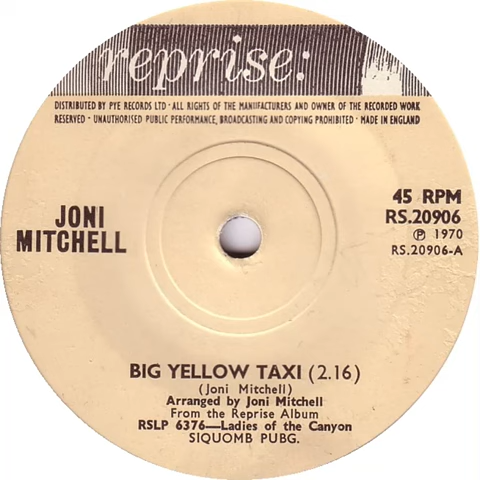 reprise:
DISTRIBUTED BY PYE RECORDS LTD · ALL RIGHTS OF THE MANUFACTURERS AND OWNER OF THE RECORDED WORK
RESERVED · UNAUTHORISED PUBLIC PERFORMANCE, BROADCASTING AND COPYING PROHIBITED · MADE IN ENGLAND
JONI
MITCHELL
45 RPM
RS.20906
Ⓟ 1970
RS.20906-A
BIG YELLOW TAXI (2.16)
(Joni Mitchell)
Arranged by Joni Mitchell
From the Reprise Album
RSLP 6376—Ladies of the Canyon
SIQUOMB PUBG.